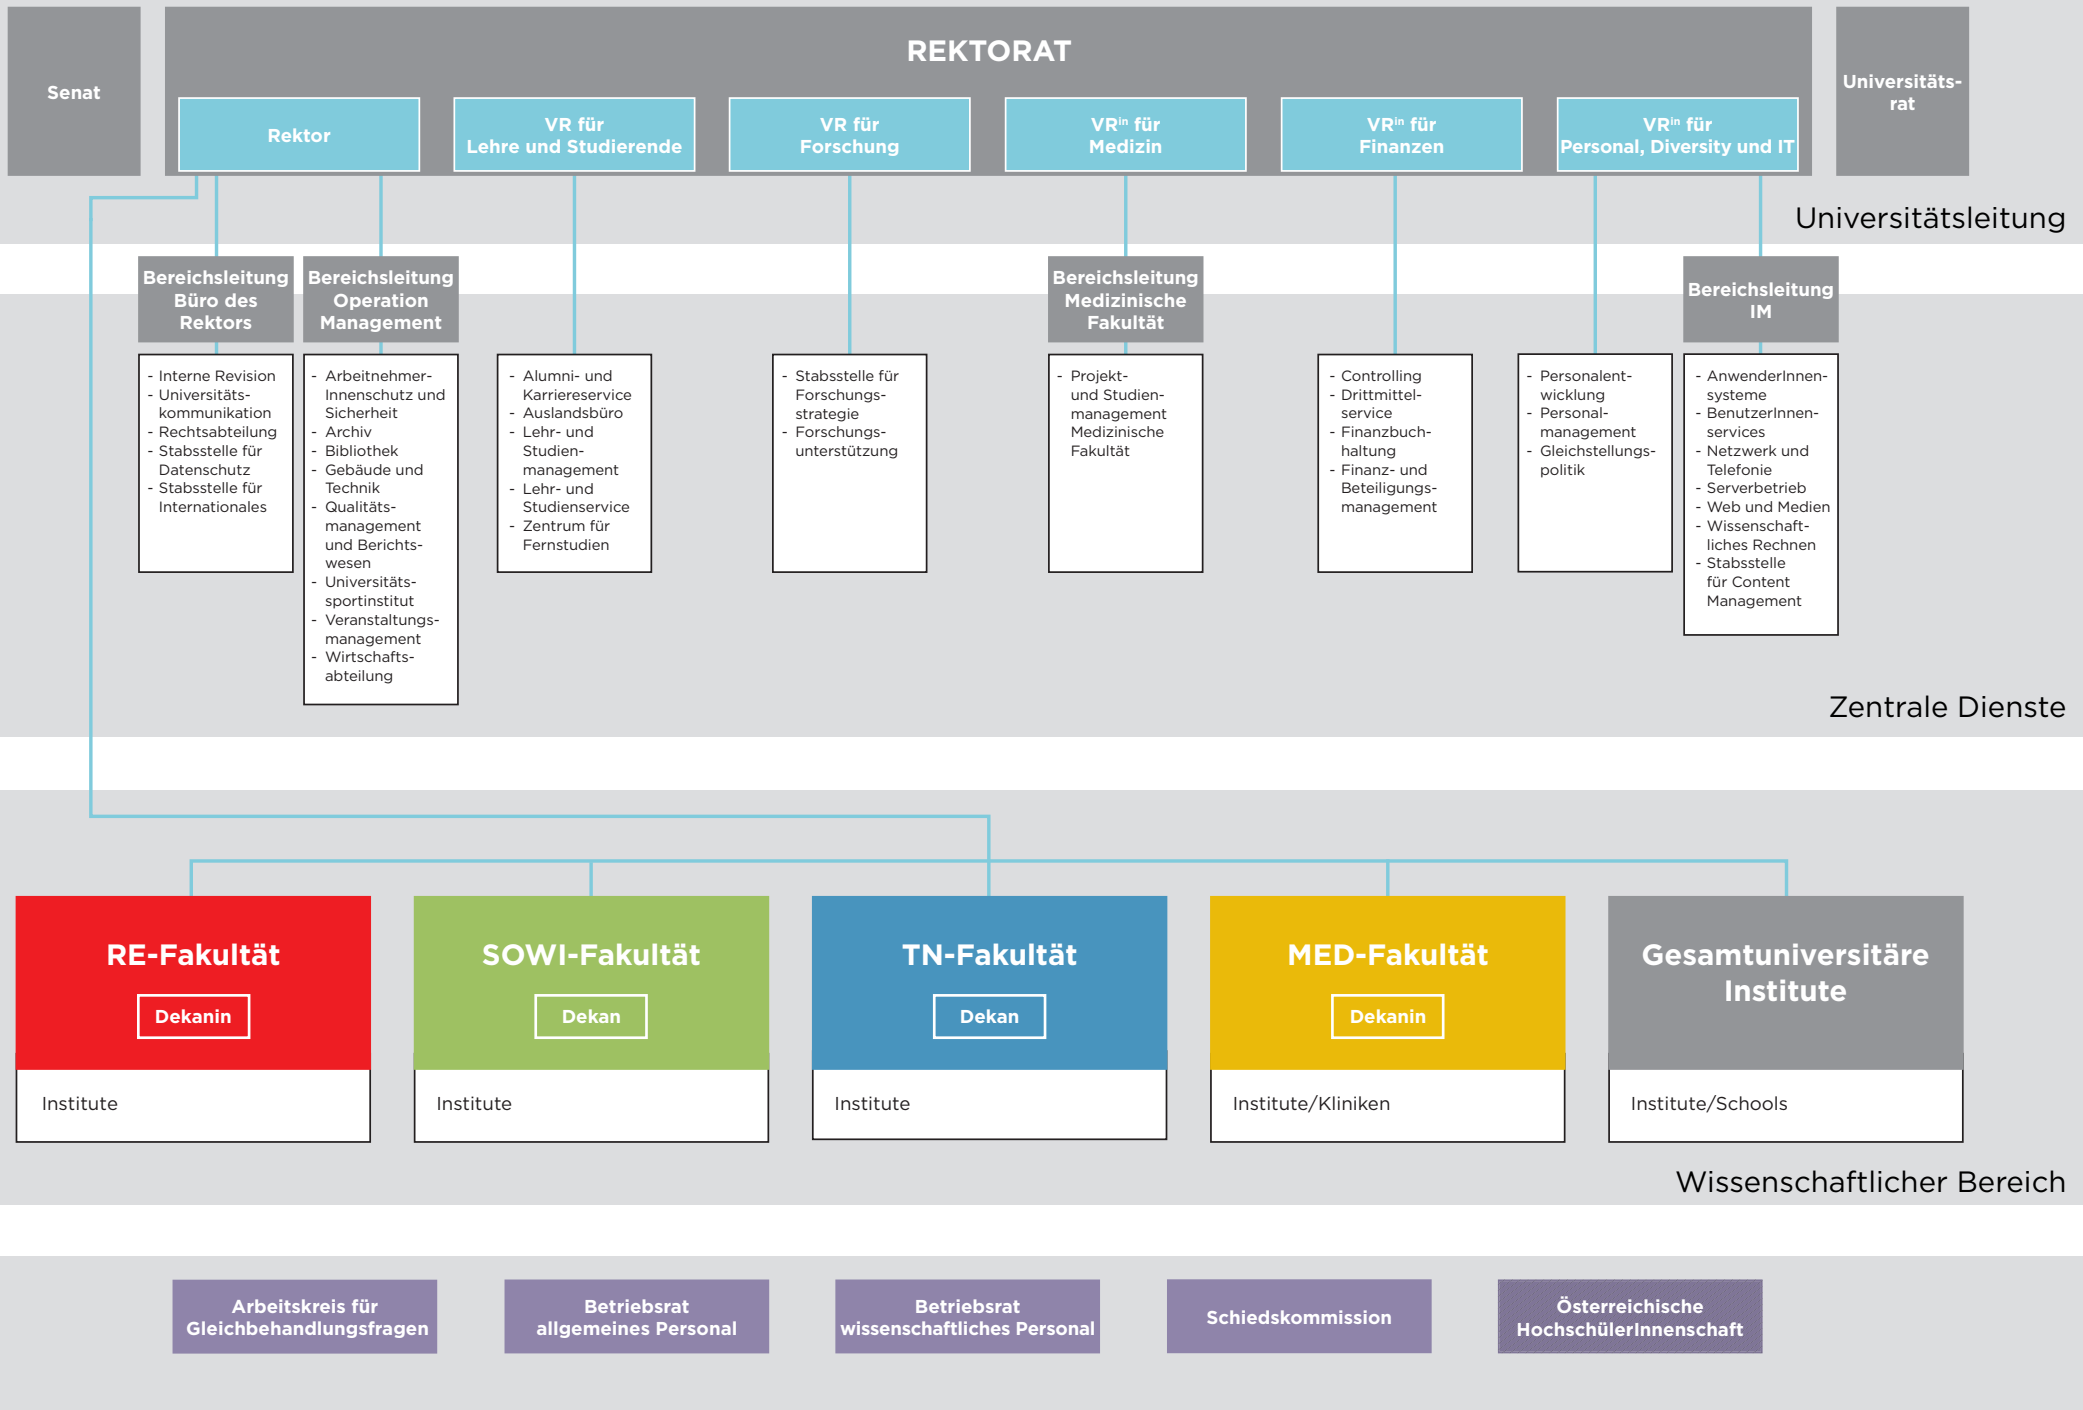 Senat
REKTORAT
Rektor
VR für
Lehre und Studierende
VR für
Forschung
VRⁱⁿ für
Medizin
VRⁱⁿ für
Finanzen
VRⁱⁿ für
Personal, Diversity und IT
Universitäts-
rat
Universitätsleitung
Bereichsleitung
Büro des
Rektors
Bereichsleitung
Operation
Management
Bereichsleitung
Medizinische
Fakultät
Bereichsleitung
IM
- Interne Revision
- Universitäts-
kommunikation
- Rechtsabteilung
- Stabsstelle für
Datenschutz
- Stabsstelle für
Internationales
- Arbeitnehmer-
Innenschutz und
Sicherheit
- Archiv
- Bibliothek
- Gebäude und
Technik
- Qualitäts-
management
und Berichts-
wesen
- Universitäts-
sportinstitut
- Veranstaltungs-
management
- Wirtschafts-
abteilung
- Alumni- und
Karriereservice
- Auslandsbüro
- Lehr- und
Studien-
management
- Lehr- und
Studienservice
- Zentrum für
Fernstudien
- Stabsstelle für
Forschungs-
strategie
- Forschungs-
unterstützung
- Projekt-
und Studien-
management
Medizinische
Fakultät
- Controlling
- Drittmittel-
service
- Finanzbuch-
haltung
- Finanz- und
Beteiligungs-
management
- Personalent-
wicklung
- Personal-
management
- Gleichstellungs-
politik
- AnwenderInnen-
systeme
- BenutzerInnen-
services
- Netzwerk und
Telefonie
- Serverbetrieb
- Web und Medien
- Wissenschaft-
liches Rechnen
- Stabsstelle
für Content
Management
Zentrale Dienste
RE-Fakultät
Dekanin
Institute
SOWI-Fakultät
Dekan
Institute
TN-Fakultät
Dekan
Institute
MED-Fakultät
Dekanin
Institute/Kliniken
Gesamtuniversitäre
Institute
Institute/Schools
Wissenschaftlicher Bereich
Arbeitskreis für
Gleichbehandlungsfragen
Betriebsrat
allgemeines Personal
Betriebsrat
wissenschaftliches Personal
Schiedskommission
Österreichische
HochschülerInnenschaft